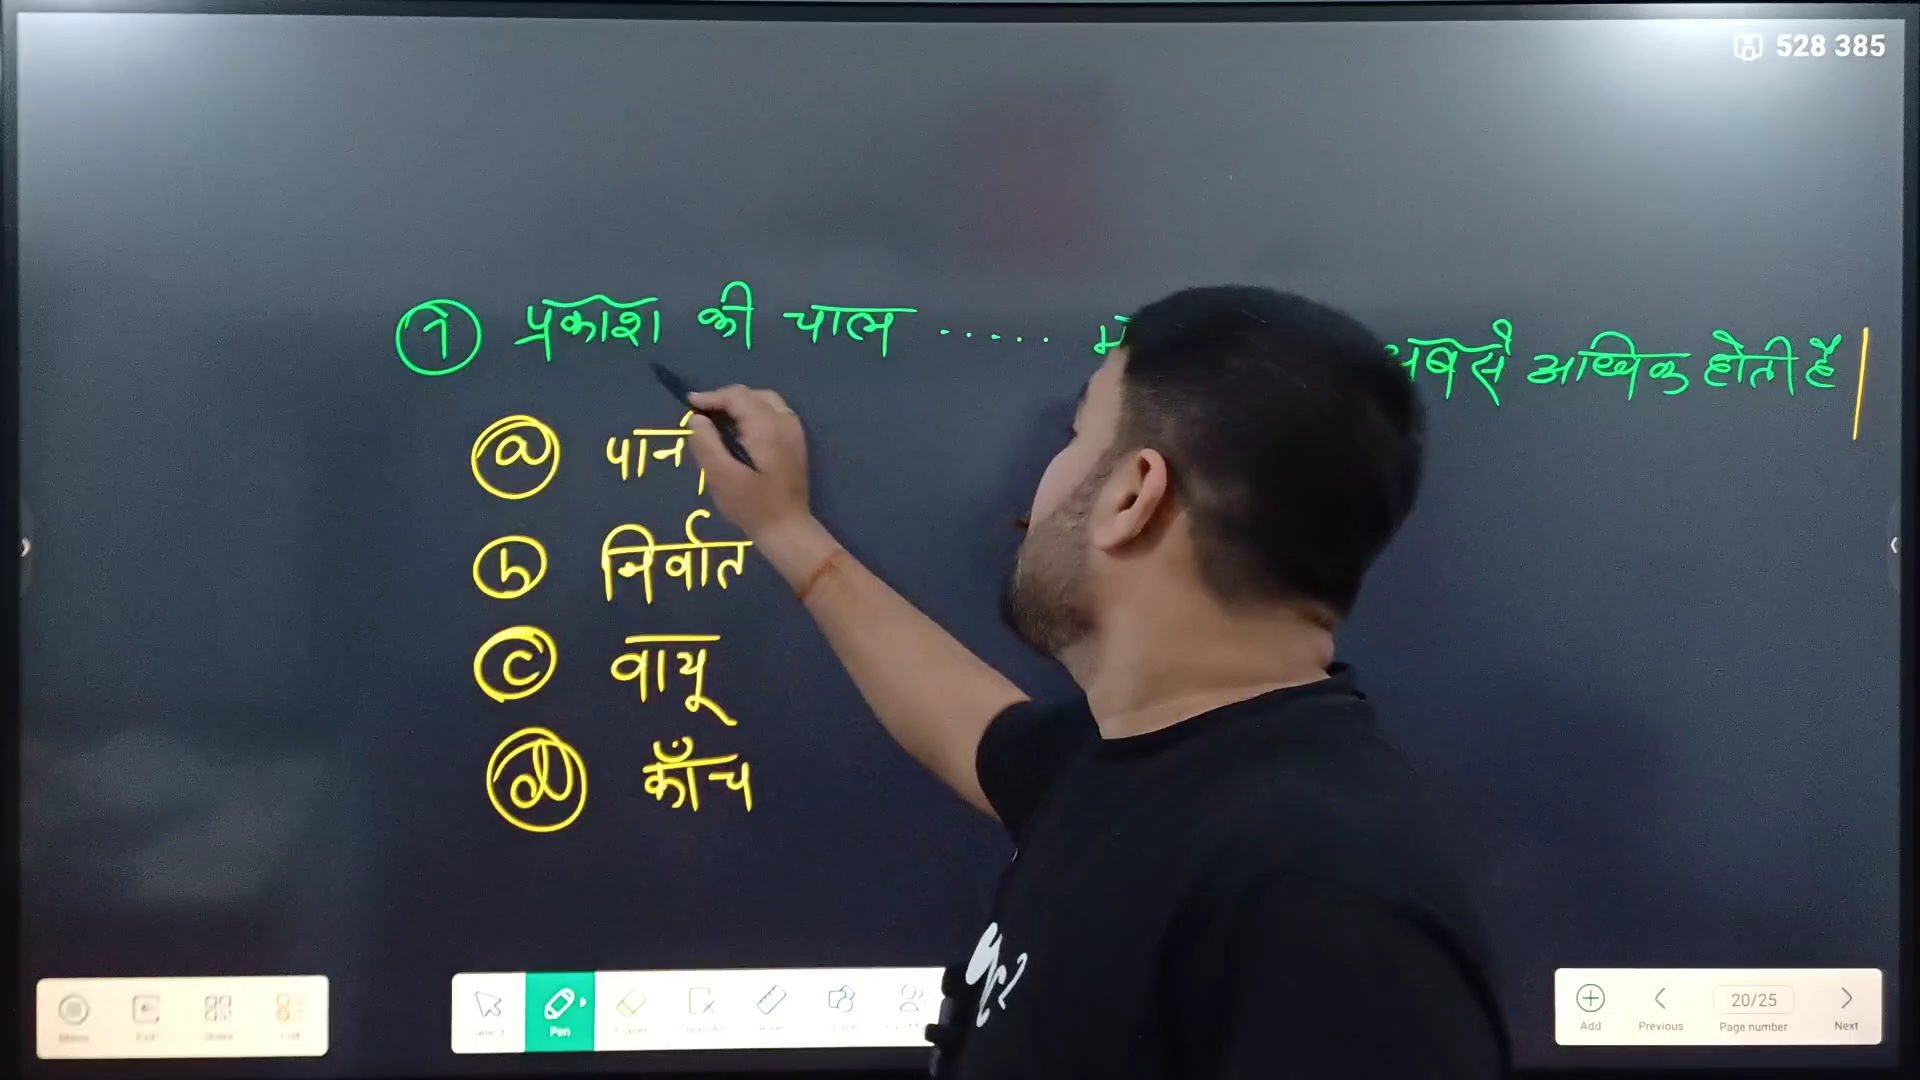 528 385
① प्रकाश की चाल ..... सबसे अधिक होती है |
ⓐ पानी
ⓑ निर्वात
ⓒ वायू
ⓓ काँच
Pen
Add
Previous
20/25
Page number
Next